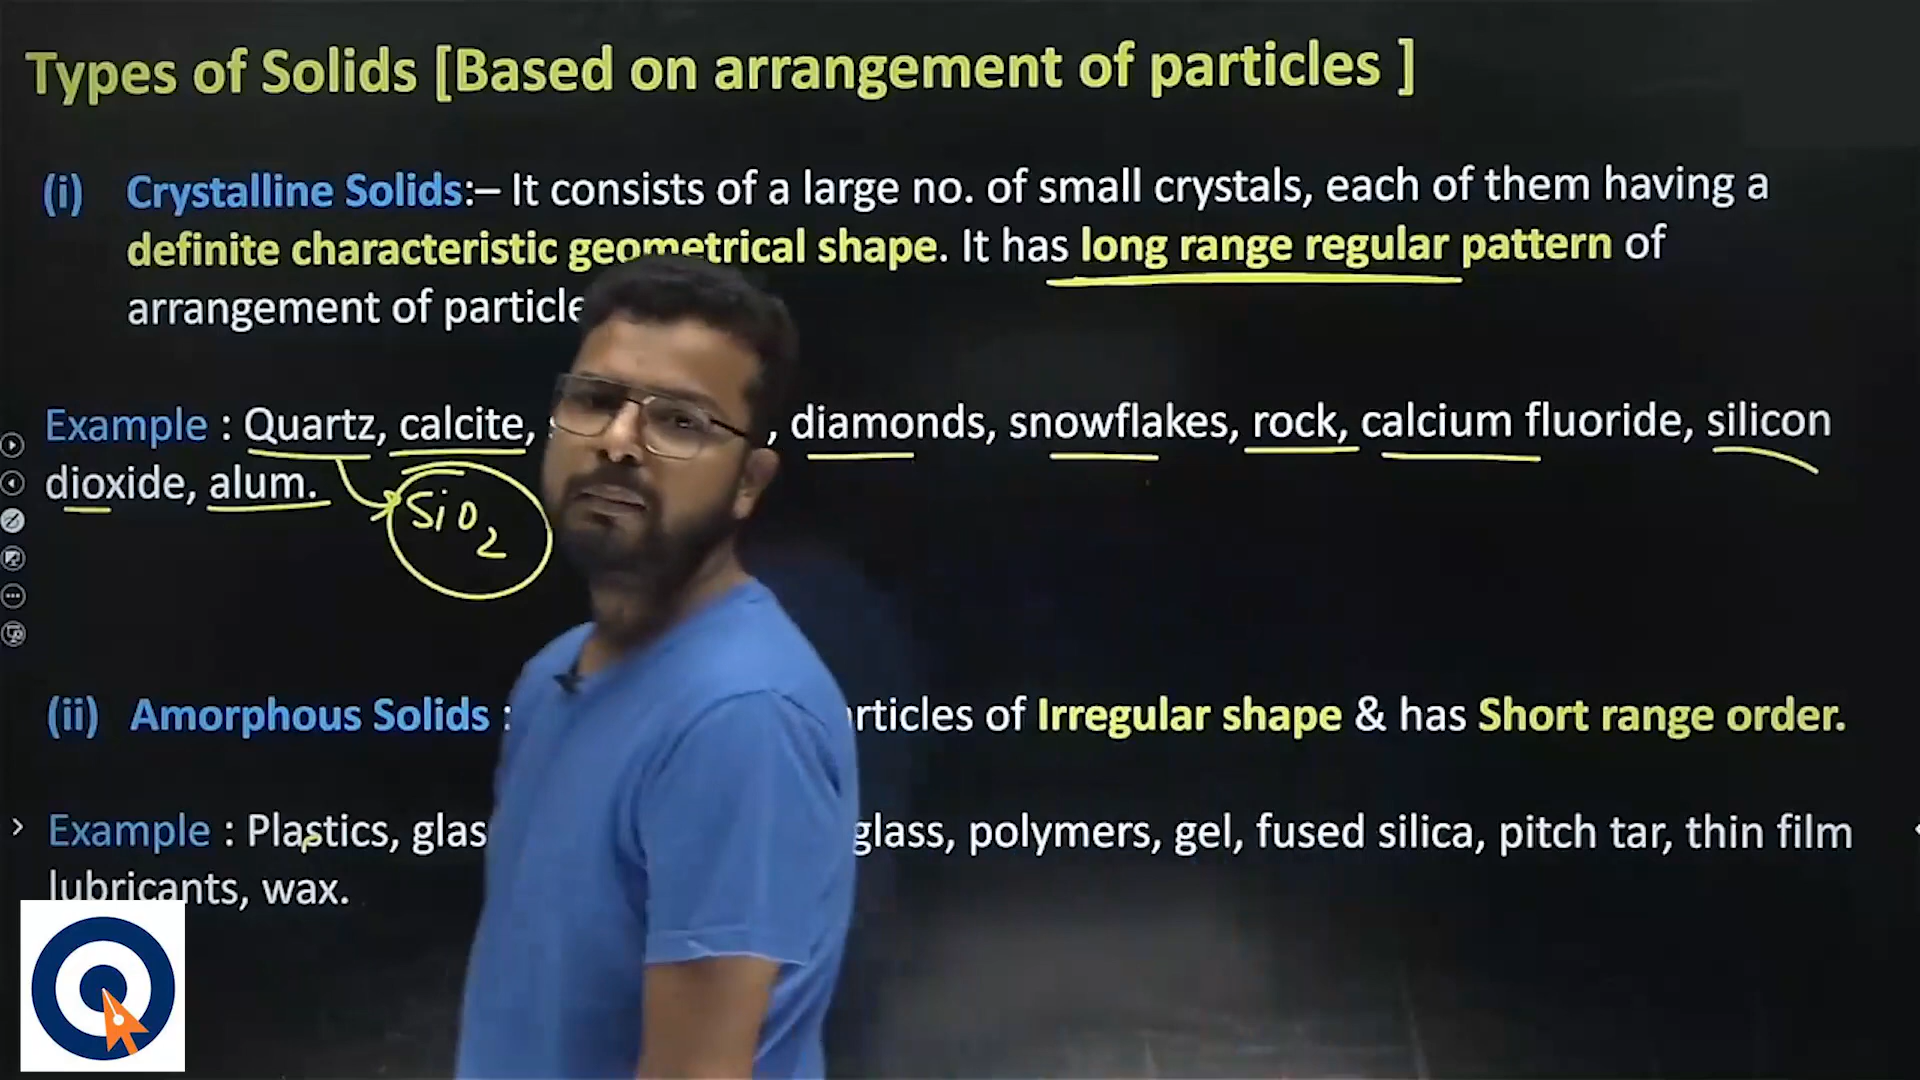 Types of Solids [Based on arrangement of particles ]
(i) Crystalline Solids:– It consists of a large no. of small crystals, each of them having a
definite characteristic geometrical shape. It has long range regular pattern of
arrangement of
Example : Quartz, calcite, , diamonds, snowflakes, rock, calcium fluoride, silicon
dioxide, alum.
SiO2
(ii) Amorphous Solids : of Irregular shape & has Short range order.
Example : Plastics, glass, polymers, gel, fused silica, pitch tar, thin film
lubricants, wax.